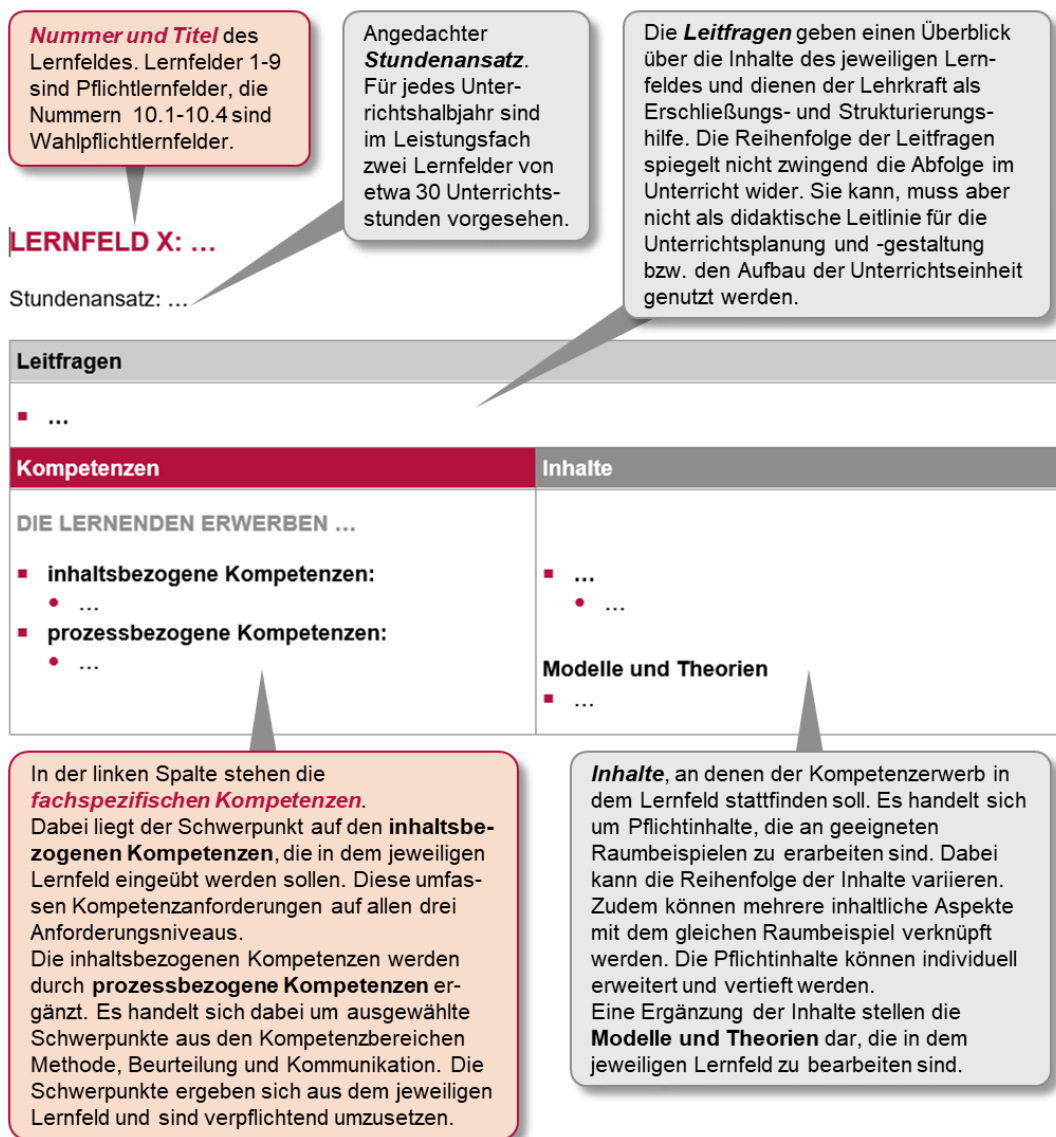 Nummer und Titel des
Lernfeldes. Lernfelder 1-9
sind Pflichtlernfelder, die
Nummern 10.1-10.4 sind
Wahlpflichtlernfelder.
Angedachter
Stundenansatz.
Für jedes Unter-
richtshalbjahr sind
im Leistungsfach
zwei Lernfelder von
etwa 30 Unterrichts-
stunden vorgesehen.
Die Leitfragen geben einen Überblick
über die Inhalte des jeweiligen Lern-
feldes und dienen der Lehrkraft als
Erschließungs- und Strukturierungs-
hilfe. Die Reihenfolge der Leitfragen
spiegelt nicht zwingend die Abfolge im
Unterricht wider. Sie kann, muss aber
nicht als didaktische Leitlinie für die
Unterrichtsplanung und -gestaltung
bzw. den Aufbau der Unterrichtseinheit
genutzt werden.
LERNFELD X: …
Stundenansatz: …
Leitfragen
▪ …
Kompetenzen
Inhalte
DIE LERNENDEN ERWERBEN …
▪ inhaltsbezogene Kompetenzen:
• …
▪ prozessbezogene Kompetenzen:
• …
▪ …
• …
Modelle und Theorien
▪ …
In der linken Spalte stehen die
fachspezifischen Kompetenzen.
Dabei liegt der Schwerpunkt auf den inhaltsbe-
zogenen Kompetenzen, die in dem jeweiligen
Lernfeld eingeübt werden sollen. Diese umfas-
sen Kompetenzanforderungen auf allen drei
Anforderungsniveaus.
Die inhaltsbezogenen Kompetenzen werden
durch prozessbezogene Kompetenzen er-
gänzt. Es handelt sich dabei um ausgewählte
Schwerpunkte aus den Kompetenzbereichen
Methode, Beurteilung und Kommunikation. Die
Schwerpunkte ergeben sich aus dem jeweiligen
Lernfeld und sind verpflichtend umzusetzen.
Inhalte, an denen der Kompetenzerwerb in
dem Lernfeld stattfinden soll. Es handelt sich
um Pflichtinhalte, die an geeigneten
Raumbeispielen zu erarbeiten sind. Dabei
kann die Reihenfolge der Inhalte variieren.
Zudem können mehrere inhaltliche Aspekte
mit dem gleichen Raumbeispiel verknüpft
werden. Die Pflichtinhalte können individuell
erweitert und vertieft werden.
Eine Ergänzung der Inhalte stellen die
Modelle und Theorien dar, die in dem
jeweiligen Lernfeld zu bearbeiten sind.